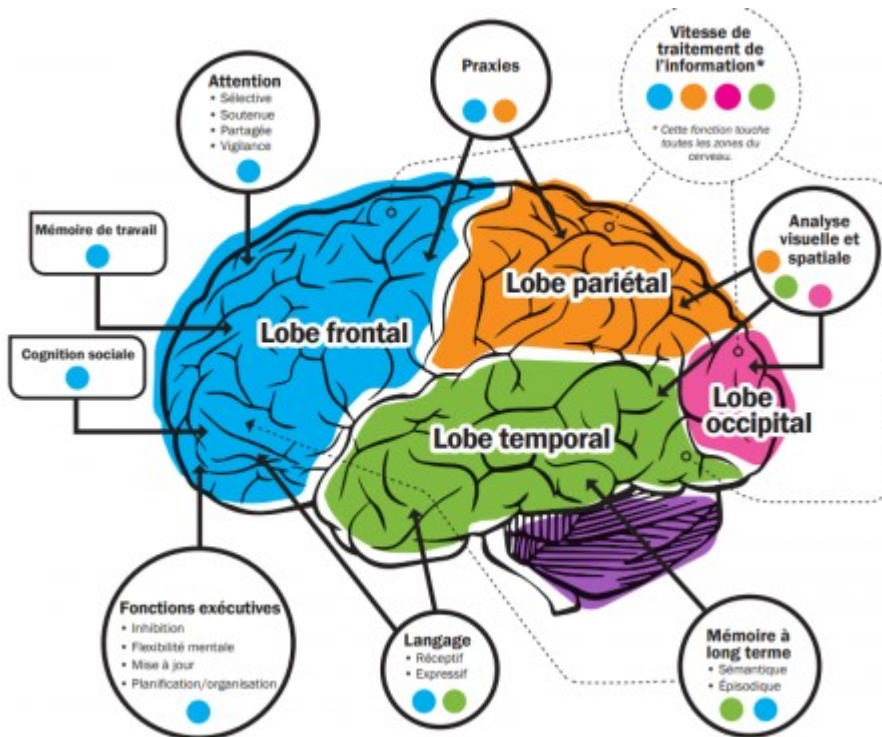 Attention
• Sélective
• Soutenue
• Partagée
• Vigilance
Praxies
Vitesse de
traitement de
l'information*
* Cette fonction touche
toutes les zones du
cerveau.
Mémoire de travail
Analyse
visuelle et
spatiale
Cognition sociale
Lobe frontal
Lobe pariétal
Lobe temporal
Lobe
occipital
Fonctions exécutives
• Inhibition
• Flexibilité mentale
• Mise à jour
• Planification/organisation
Langage
• Réceptif
• Expressif
Mémoire à
long terme
• Sémantique
• Épisodique